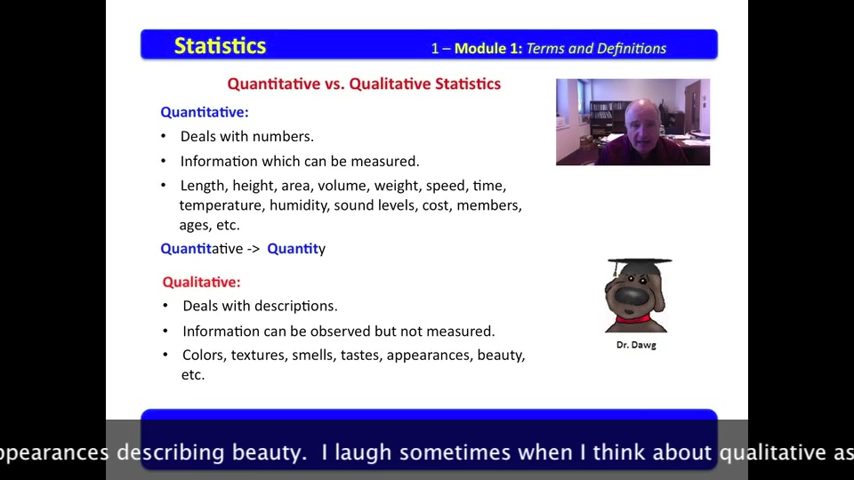 Statistics
1 – Module 1: Terms and Definitions
Quantitative vs. Qualitative Statistics
Quantitative:
• Deals with numbers.
• Information which can be measured.
• Length, height, area, volume, weight, speed, time,
temperature, humidity, sound levels, cost, members,
ages, etc.
Quantitative -> Quantity
Qualitative:
• Deals with descriptions.
• Information can be observed but not measured.
• Colors, textures, smells, tastes, appearances, beauty,
etc.
Dr. Dawg
ppearances describing beauty. I laugh sometimes when I think about qualitative as